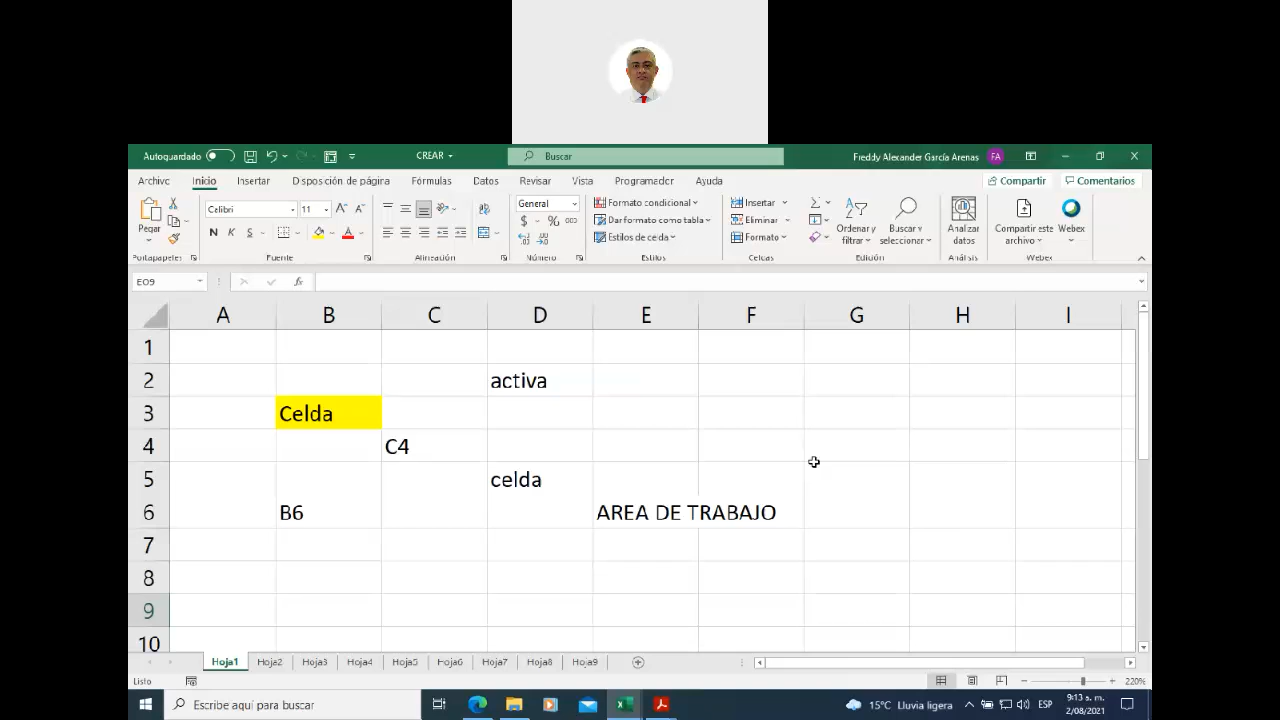 Autoguardado
CREAR
Buscar
Freddy Alexander García Arenas
FA
Archivo
Inicio
Insertar
Disposición de página
Fórmulas
Datos
Revisar
Vista
Programador
Ayuda
Compartir
Comentarios
Pegar
Portapapeles
Calibri
11
N K S
Fuente
Alineación
General
$ % 000
Número
Formato condicional
Dar formato como tabla
Estilos de celda
Estilos
Insertar
Eliminar
Formato
Celdas
Ordenar y filtrar
Buscar y seleccionar
Edición
Analizar datos
Análisis
Compartir este archivo
Webex
Webex
EO9
fx
A B C D E F G H I
1
2 activa
3 Celda
4 C4
5 celda
6 B6 AREA DE TRABAJO
7
8
9
10
Hoja1 Hoja2 Hoja3 Hoja4 Hoja5 Hoja6 Hoja7 Hoja8 Hoja9
Listo
220%
Escribe aquí para buscar
15°C Lluvia ligera
ESP
9:13 a. m.
2/08/2021